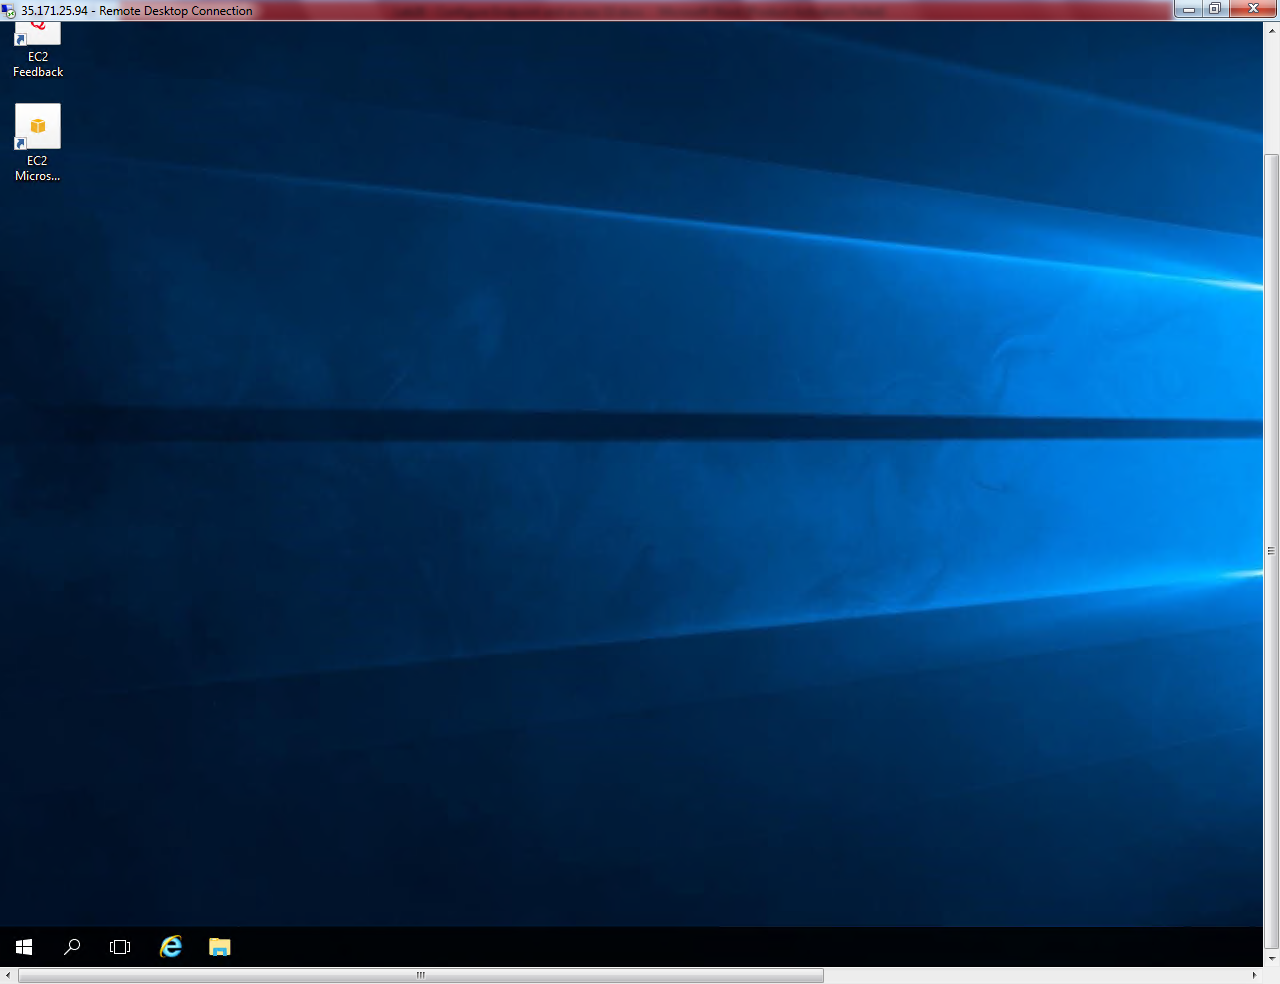 35.171.25.94 - Remote Desktop Connection
EC2
Feedback
EC2
Micros...